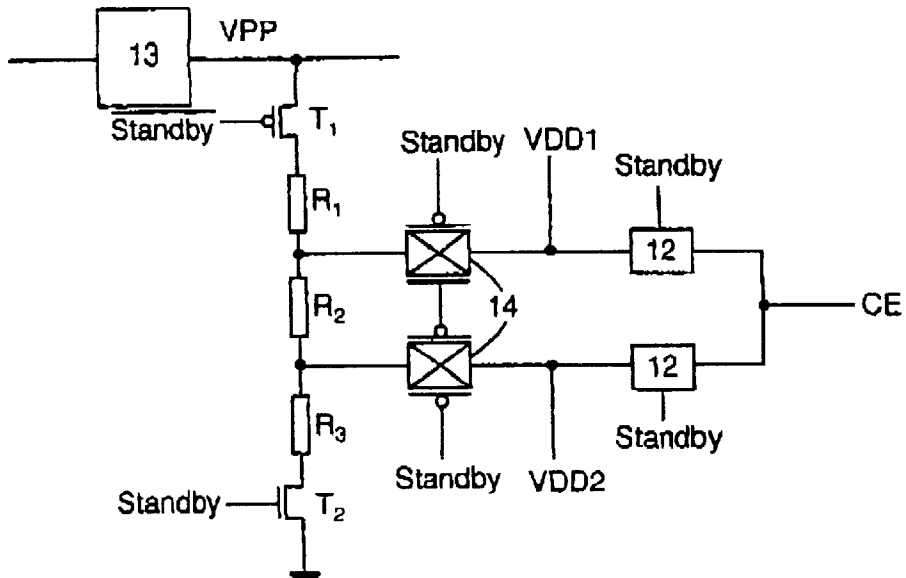 13
VPP
Standby
T₁
Standby
VDD1
Standby
R₁
12
14
CE
R₂
12
R₃
Standby
Standby
VDD2
Standby
T₂